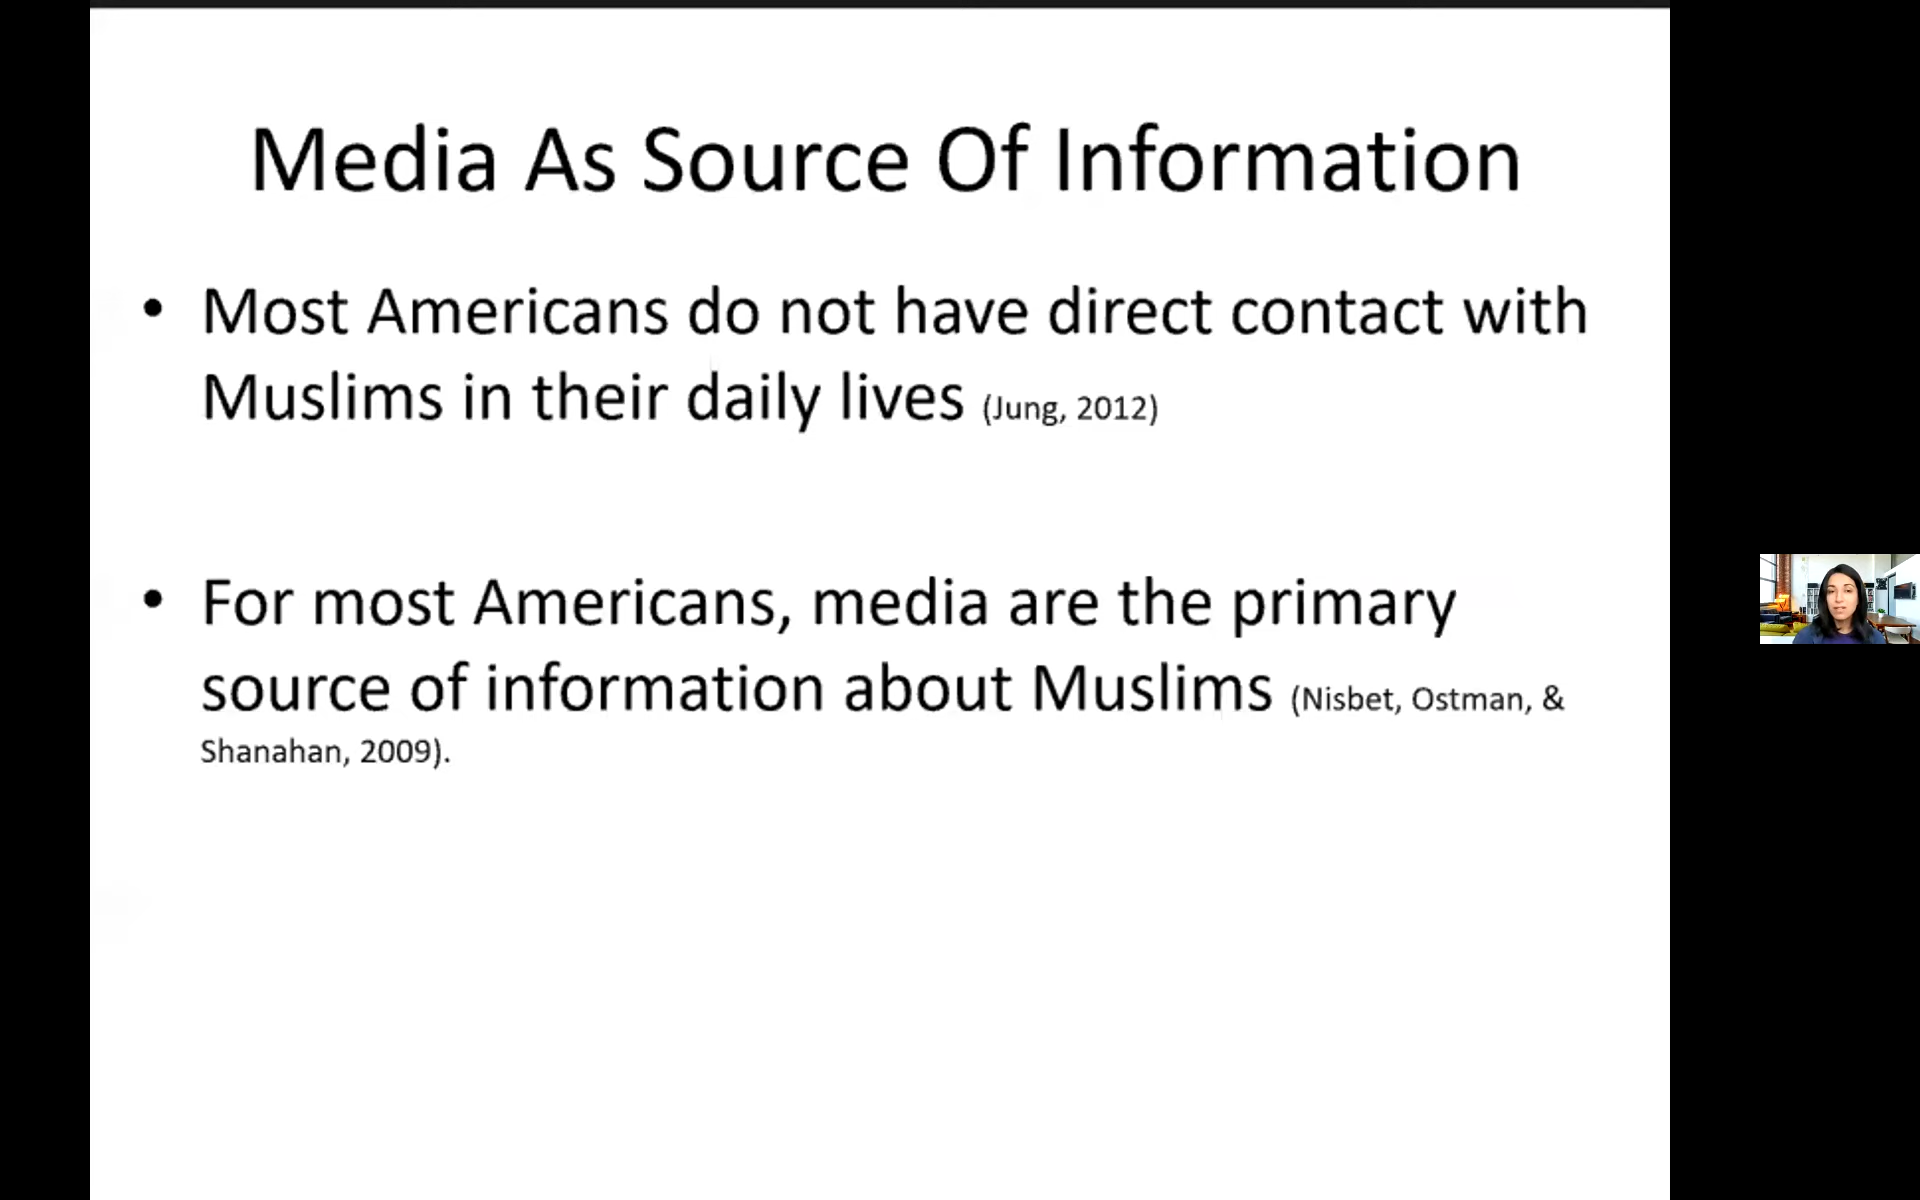 Media As Source Of Information
• Most Americans do not have direct contact with
Muslims in their daily lives (Jung, 2012)
• For most Americans, media are the primary
source of information about Muslims (Nisbet, Ostman, &
Shanahan, 2009).